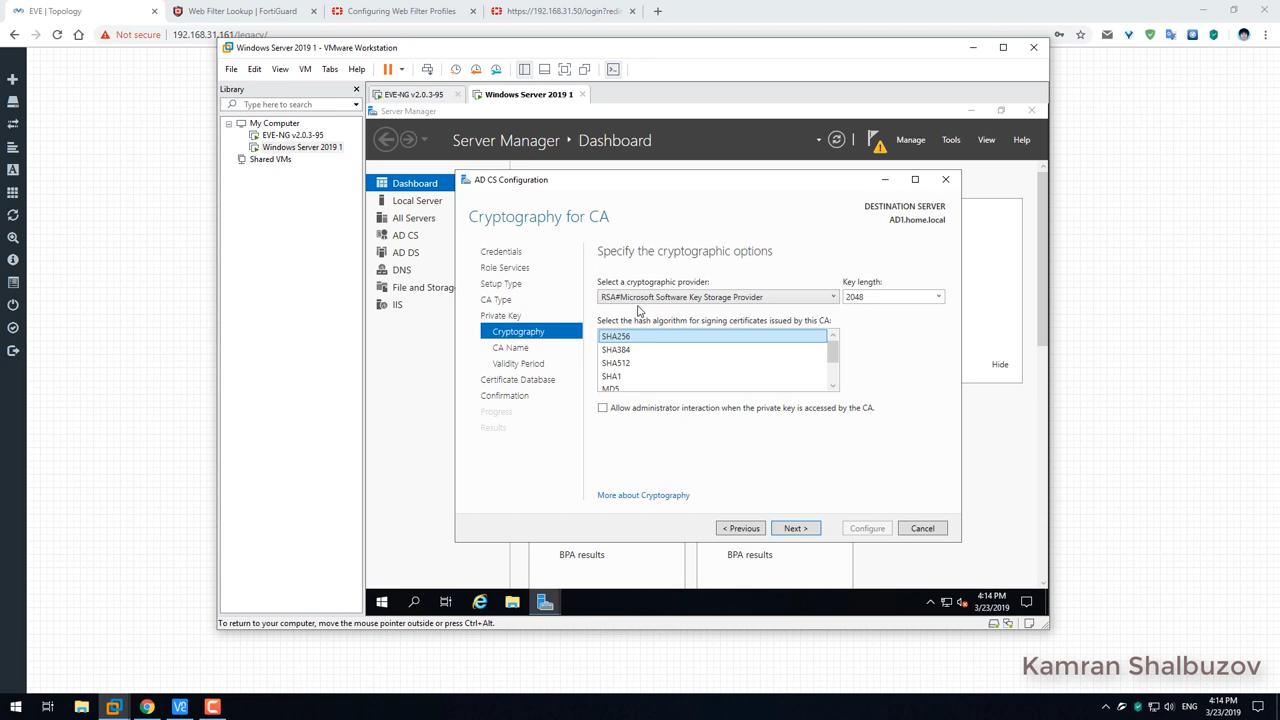 EVE | Topology
Web Filter Lookup | FortiGuard
Configuring Web Filter Profiles
https://192.168.31.50/login?redi
Not secure
192.168.31.161/legacy/
Windows Server 2019 1 - VMware Workstation
File Edit View VM Tabs Help
Library
Type here to search
My Computer
EVE-NG v2.0.3-95
Windows Server 2019 1
Shared VMs
EVE-NG v2.0.3-95
Windows Server 2019 1
Server Manager
Server Manager ‣ Dashboard
Manage Tools View Help
Dashboard
Local Server
All Servers
AD CS
AD DS
DNS
File and Storag
IIS
Hide
BPA results
BPA results
AD CS Configuration
Cryptography for CA
DESTINATION SERVER
AD1.home.local
Credentials
Role Services
Setup Type
CA Type
Private Key
Cryptography
CA Name
Validity Period
Certificate Database
Confirmation
Progress
Results
Specify the cryptographic options
Select a cryptographic provider:
Key length:
RSA#Microsoft Software Key Storage Provider
2048
Select the hash algorithm for signing certificates issued by this CA:
SHA256
SHA384
SHA512
SHA1
MD5
Allow administrator interaction when the private key is accessed by the CA.
More about Cryptography
< Previous
Next >
Configure
Cancel
4:14 PM
3/23/2019
To return to your computer, move the mouse pointer outside or press Ctrl+Alt.
Kamran Shalbuzov
ENG
4:14 PM
3/23/2019